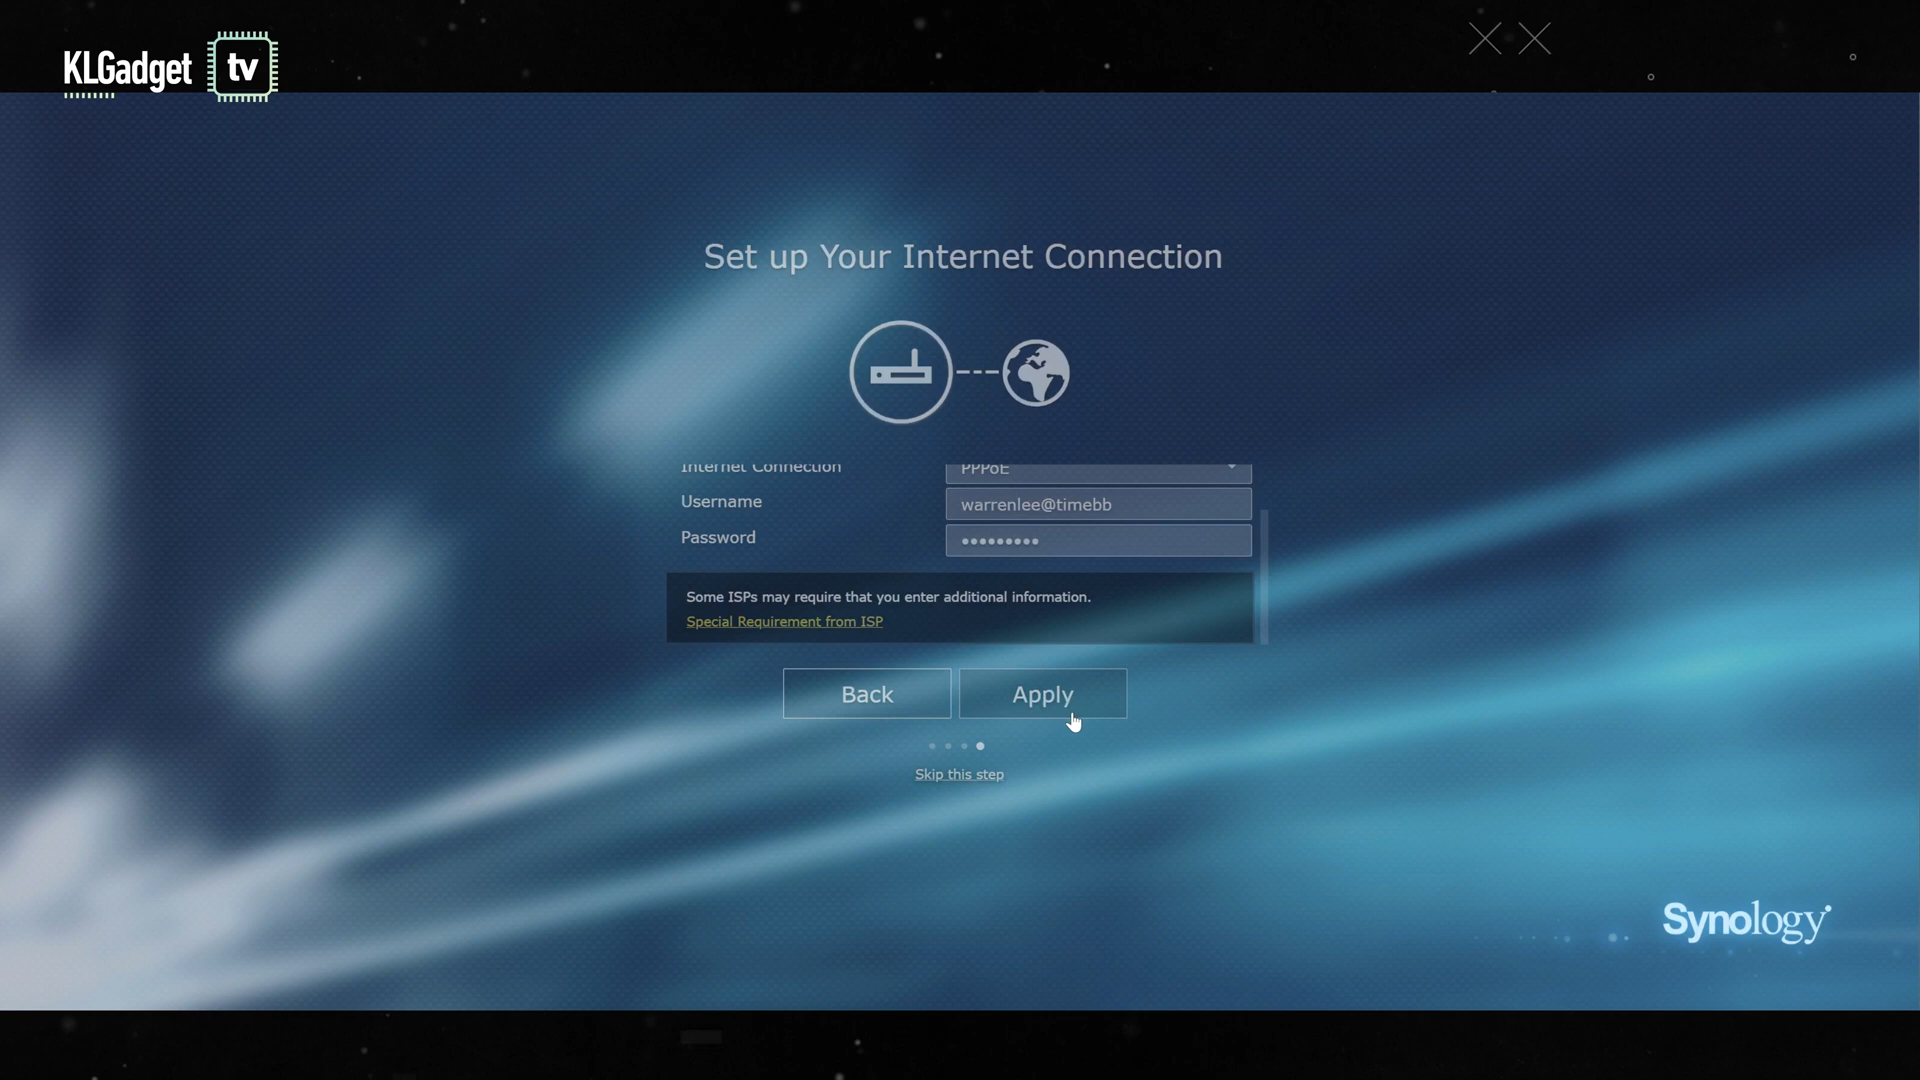 KLGadget tv
Set up Your Internet Connection
Internet Connection PPPoE
Username warrenlee@timebb
Password •••••••••
Some ISPs may require that you enter additional information.
Special Requirement from ISP
Back Apply
Skip this step
Synology